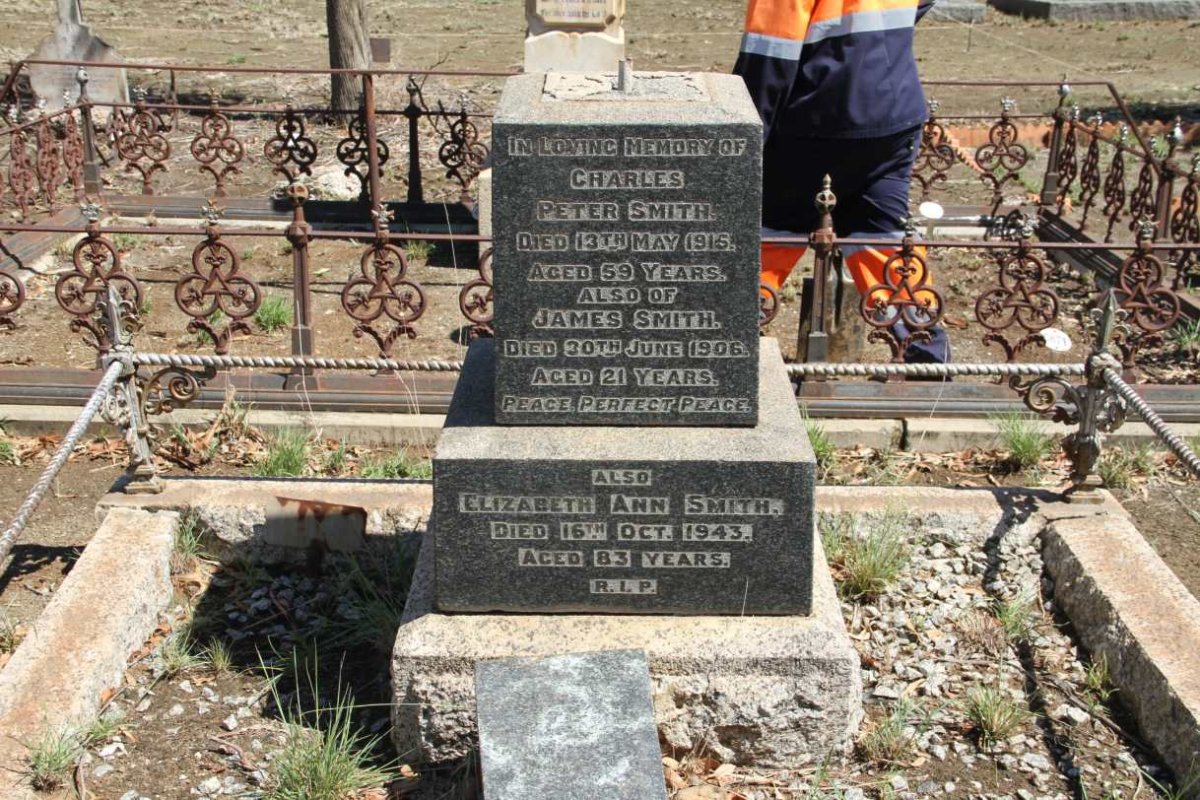 IN LOVING MEMORY OF
CHARLES
PETER SMITH.
DIED 13TH MAY 1915.
AGED 59 YEARS.
ALSO OF
JAMES SMITH.
DIED 30TH JUNE 1906.
AGED 21 YEARS.
PEACE, PERFECT PEACE.
ALSO
ELIZABETH ANN SMITH.
DIED 16TH OCT. 1943.
AGED 83 YEARS.
R.I.P.